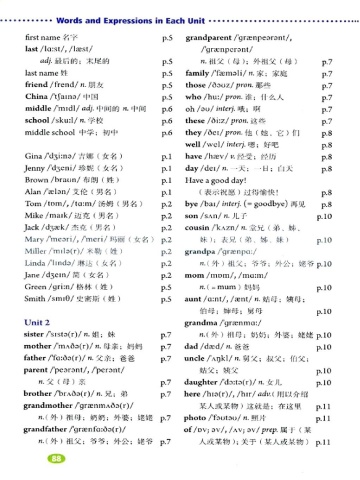 Words and Expressions in Each Unit
first name 名字 p.5
last /lɑːst/, /læst/
adj. 最后的；末尾的 p.5
last name 姓 p.5
friend /frend/ n. 朋友 p.5
China /'tʃaɪnə/ 中国 p.5
middle /'mɪdl/ adj. 中间的 n. 中间 p.6
school /skuːl/ n. 学校 p.6
middle school 中学；初中 p.6
Gina /'dʒiːnə/ 吉娜（女名） p.1
Jenny /'dʒeni/ 珍妮（女名） p.1
Brown /braʊn/ 布朗（姓） p.1
Alan /'ælən/ 艾伦（男名） p.1
Tom /tɒm/, /tɑːm/ 汤姆（男名） p.2
Mike /maɪk/ 迈克（男名） p.2
Jack /dʒæk/ 杰克（男名） p.2
Mary /'meəri/, /'meri/ 玛丽（女名） p.2
Miller /'mɪlə(r)/ 米勒（姓） p.2
Linda /'lɪndə/ 琳达（女名） p.2
Jane /dʒeɪn/ 简（女名） p.2
Green /griːn/ 格林（姓） p.5
Smith /smɪθ/ 史密斯（姓） p.5
Unit 2
sister /'sɪstə(r)/ n. 姐；妹 p.7
mother /'mʌðə(r)/ n. 母亲；妈妈 p.7
father /'fɑːðə(r)/ n. 父亲；爸爸 p.7
parent /'peərənt/, /'perənt/
n. 父（母）亲 p.7
brother /'brʌðə(r)/ n. 兄；弟 p.7
grandmother /'grænmʌðə(r)/
n.（外）祖母；奶奶；外婆；姥姥 p.7
grandfather /'grænfɑːðə(r)/
n.（外）祖父；爷爷；外公；姥爷 p.7
grandparent /'grænpeərənt/,
/'grænperənt/
n. 祖父（母）；外祖父（母） p.7
family /'fæməli/ n. 家；家庭 p.7
those /ðəʊz/ pron. 那些 p.7
who /huː/ pron. 谁；什么人 p.7
oh /əʊ/ interj. 哦；啊 p.7
these /ðiːz/ pron. 这些 p.7
they /ðeɪ/ pron. 他（她、它）们 p.8
well /wel/ interj. 嗯；好吧 p.8
have /hæv/ v. 经受；经历 p.8
day /deɪ/ n. 一天；一日；白天 p.8
Have a good day!
（表示祝愿）过得愉快！ p.8
bye /baɪ/ interj. (= goodbye) 再见 p.8
son /sʌn/ n. 儿子 p.10
cousin /'kʌzn/ n. 堂兄（弟、姊、
妹）；表兄（弟、姊、妹） p.10
grandpa /'grænpɑː/
n.（外）祖父；爷爷；外公；姥爷 p.10
mom /mɒm/, /mɑːm/
n. (= mum) 妈妈 p.10
aunt /ɑːnt/, /ænt/ n. 姑母；姨母；
伯母；婶母；舅母 p.10
grandma /'grænmɑː/
n.（外）祖母；奶奶；外婆；姥姥 p.10
dad /dæd/ n. 爸爸 p.10
uncle /'ʌŋkl/ n. 舅父；叔父；伯父；
姑父；姨父 p.10
daughter /'dɔːtə(r)/ n. 女儿 p.10
here /hɪə(r)/, /hɪr/ adv.（用以介绍
某人或某物）这就是；在这里 p.11
photo /'fəʊtəʊ/ n. 照片 p.11
of /ɒv; əv/, /ʌv; əv/ prep. 属于（某
人或某物）；关于（某人或某物） p.11
88